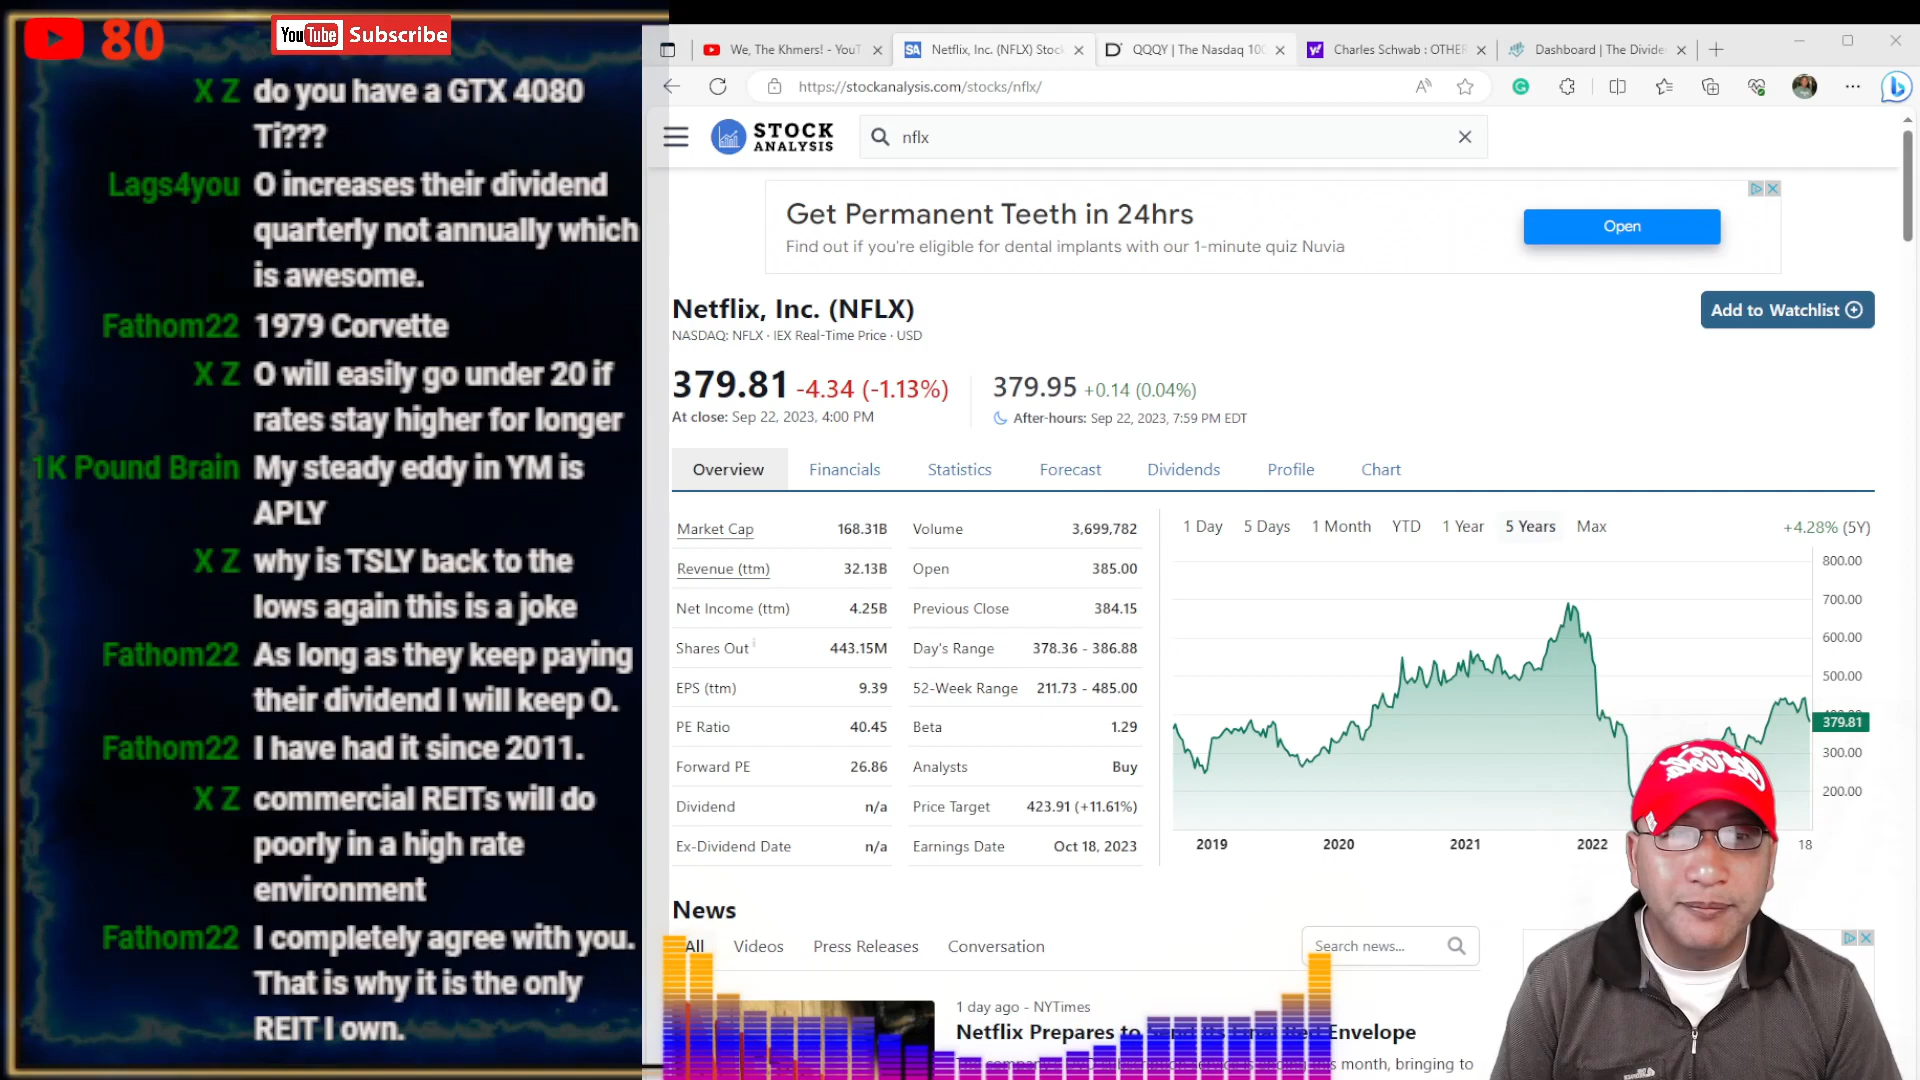 80
YouTube Subscribe
X Z do you have a GTX 4080
Ti???
Lags4you O increases their dividend
quarterly not annually which
is awesome.
Fathom22 1979 Corvette
X Z O will easily go under 20 if
rates stay higher for longer
1K Pound Brain My steady eddy in YM is
APLY
X Z why is TSLY back to the
lows again this is a joke
Fathom22 As long as they keep paying
their dividend I will keep O.
Fathom22 I have had it since 2011.
X Z commercial REITs will do
poorly in a high rate
environment
Fathom22 I completely agree with you.
That is why it is the only
REIT I own.
We, The Khmers! - YouT
SA Netflix, Inc. (NFLX) Stock
QQQY | The Nasdaq 100
Charles Schwab : OTHER
Dashboard | The Divide
https://stockanalysis.com/stocks/nflx/
STOCK
ANALYSIS
nflx
Get Permanent Teeth in 24hrs
Find out if you're eligible for dental implants with our 1-minute quiz Nuvia
Open
Netflix, Inc. (NFLX)
NASDAQ: NFLX · IEX Real-Time Price · USD
Add to Watchlist
379.81 -4.34 (-1.13%)
At close: Sep 22, 2023, 4:00 PM
379.95 +0.14 (0.04%)
After-hours: Sep 22, 2023, 7:59 PM EDT
Overview Financials Statistics Forecast Dividends Profile Chart
Market Cap 168.31B Volume 3,699,782
Revenue (ttm) 32.13B Open 385.00
Net Income (ttm) 4.25B Previous Close 384.15
Shares Out 443.15M Day's Range 378.36 - 386.88
EPS (ttm) 9.39 52-Week Range 211.73 - 485.00
PE Ratio 40.45 Beta 1.29
Forward PE 26.86 Analysts Buy
Dividend n/a Price Target 423.91 (+11.61%)
Ex-Dividend Date n/a Earnings Date Oct 18, 2023
1 Day 5 Days 1 Month YTD 1 Year 5 Years Max
+4.28% (5Y)
800.00
700.00
600.00
500.00
379.81
300.00
200.00
2019 2020 2021 2022 18
Coca-Cola
News
All Videos Press Releases Conversation
Search news...
1 day ago - NYTimes
Netflix Prepares to Envelope
this month, bringing to